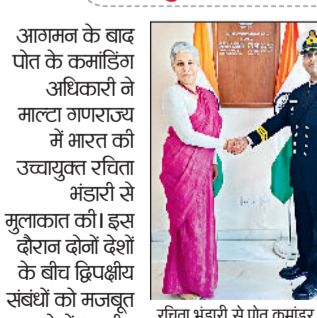 आगमन के बाद
पोत के कमांडिंग
अधिकारी ने
माल्टा गणराज्य
में भारत की
उच्चायुक्त रचिता
भंडारी से
मुलाकात की। इस
दौरान दोनों देशों
के बीच द्विपक्षीय
संबंधों को मजबूत
रचिता भंडारी से पोत कमांडर